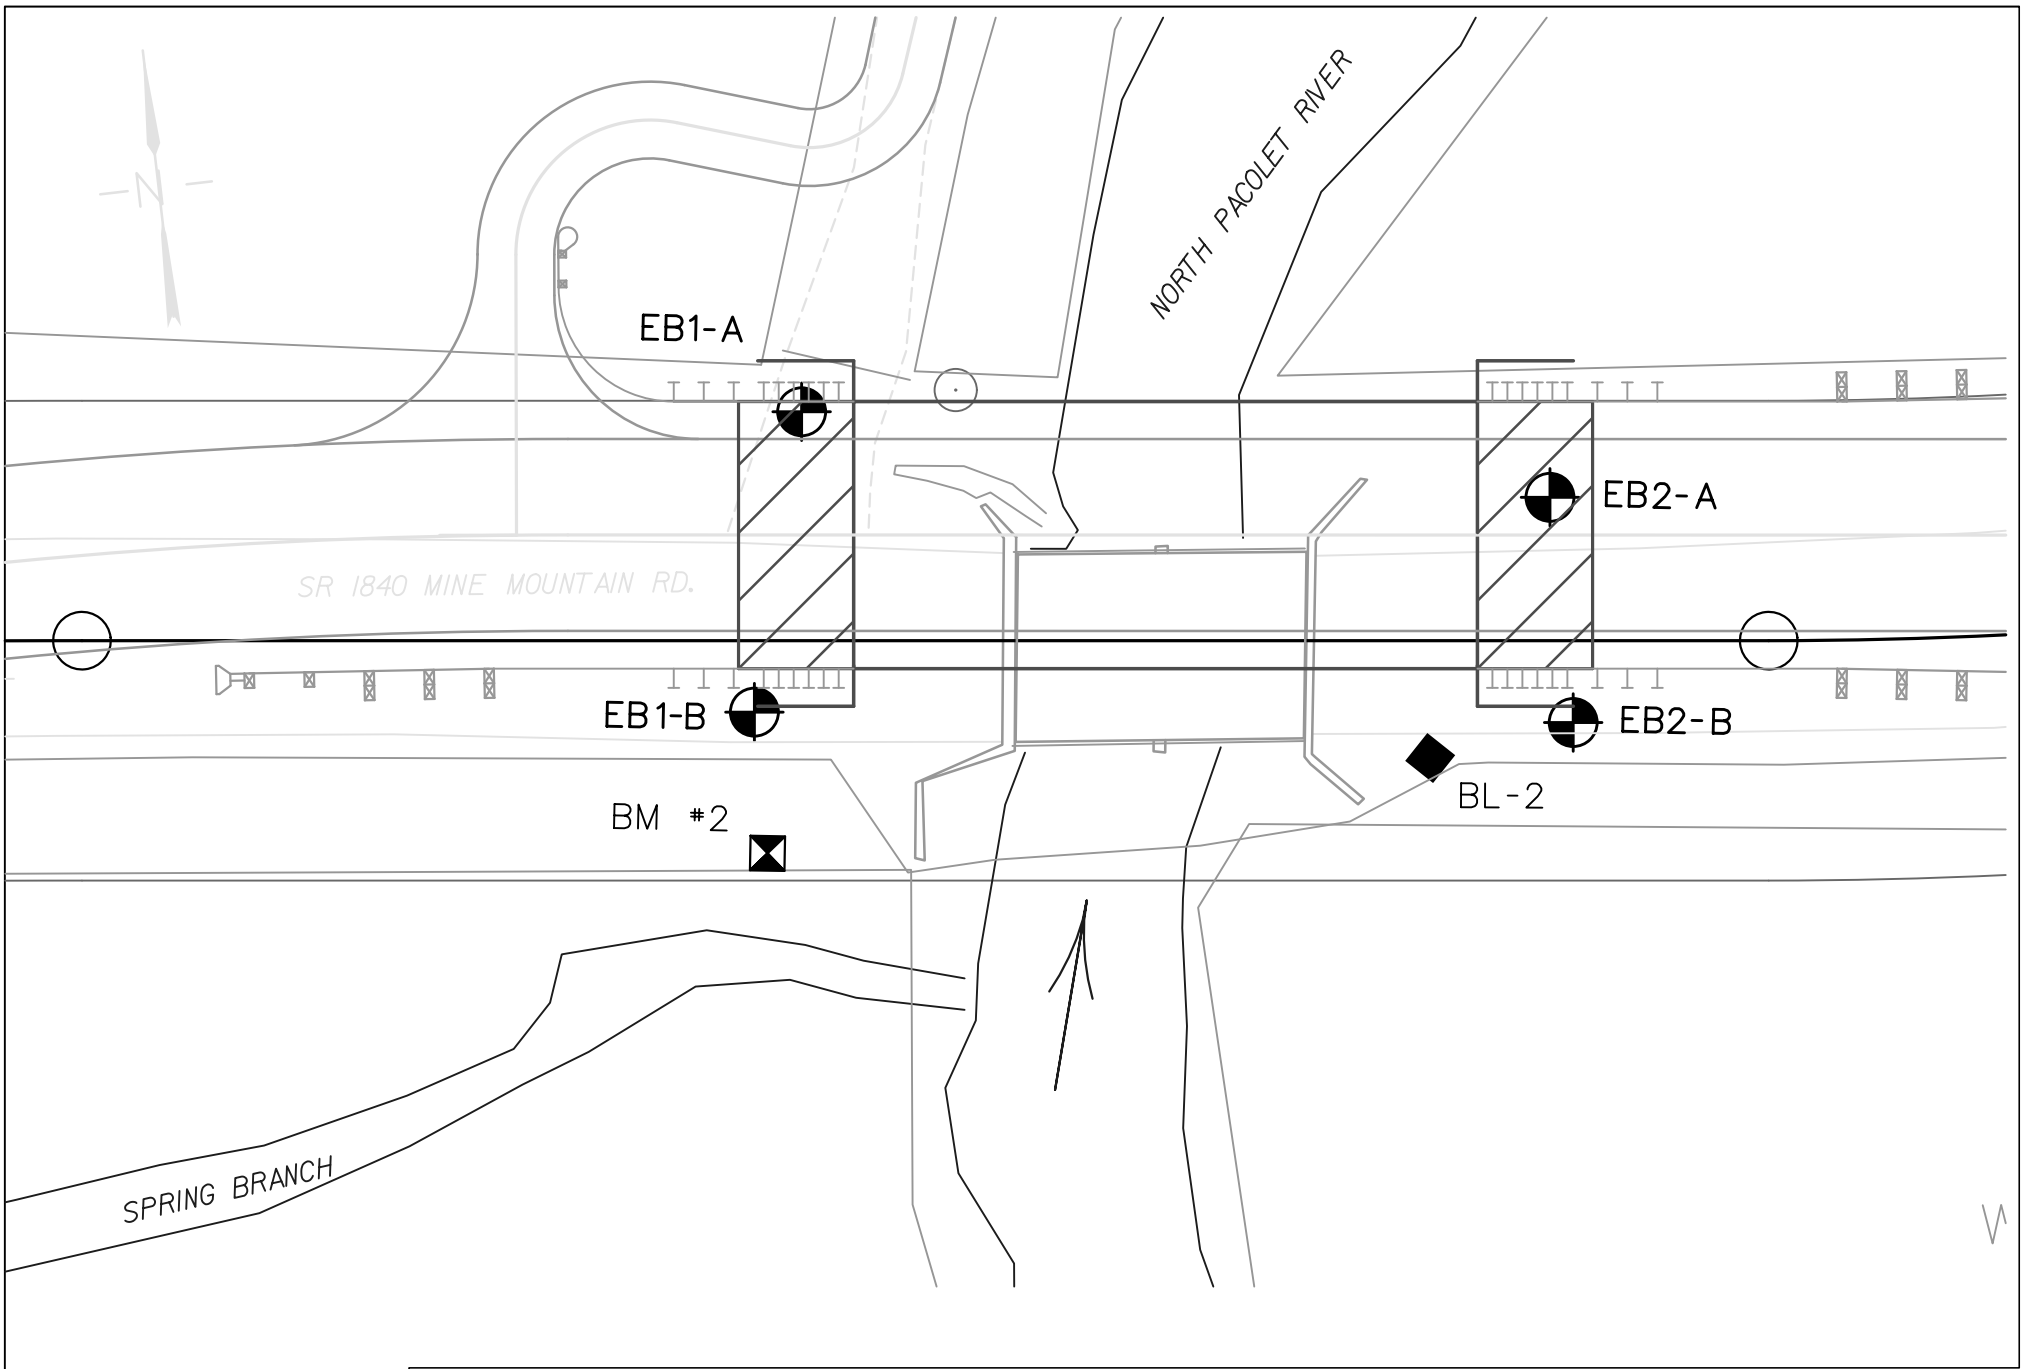 N
NORTH PACOLET RIVER
EB1-A
EB2-A
SR 1840 MINE MOUNTAIN RD.
EB1-B
EB2-B
BL-2
BM #2
SPRING BRANCH
W